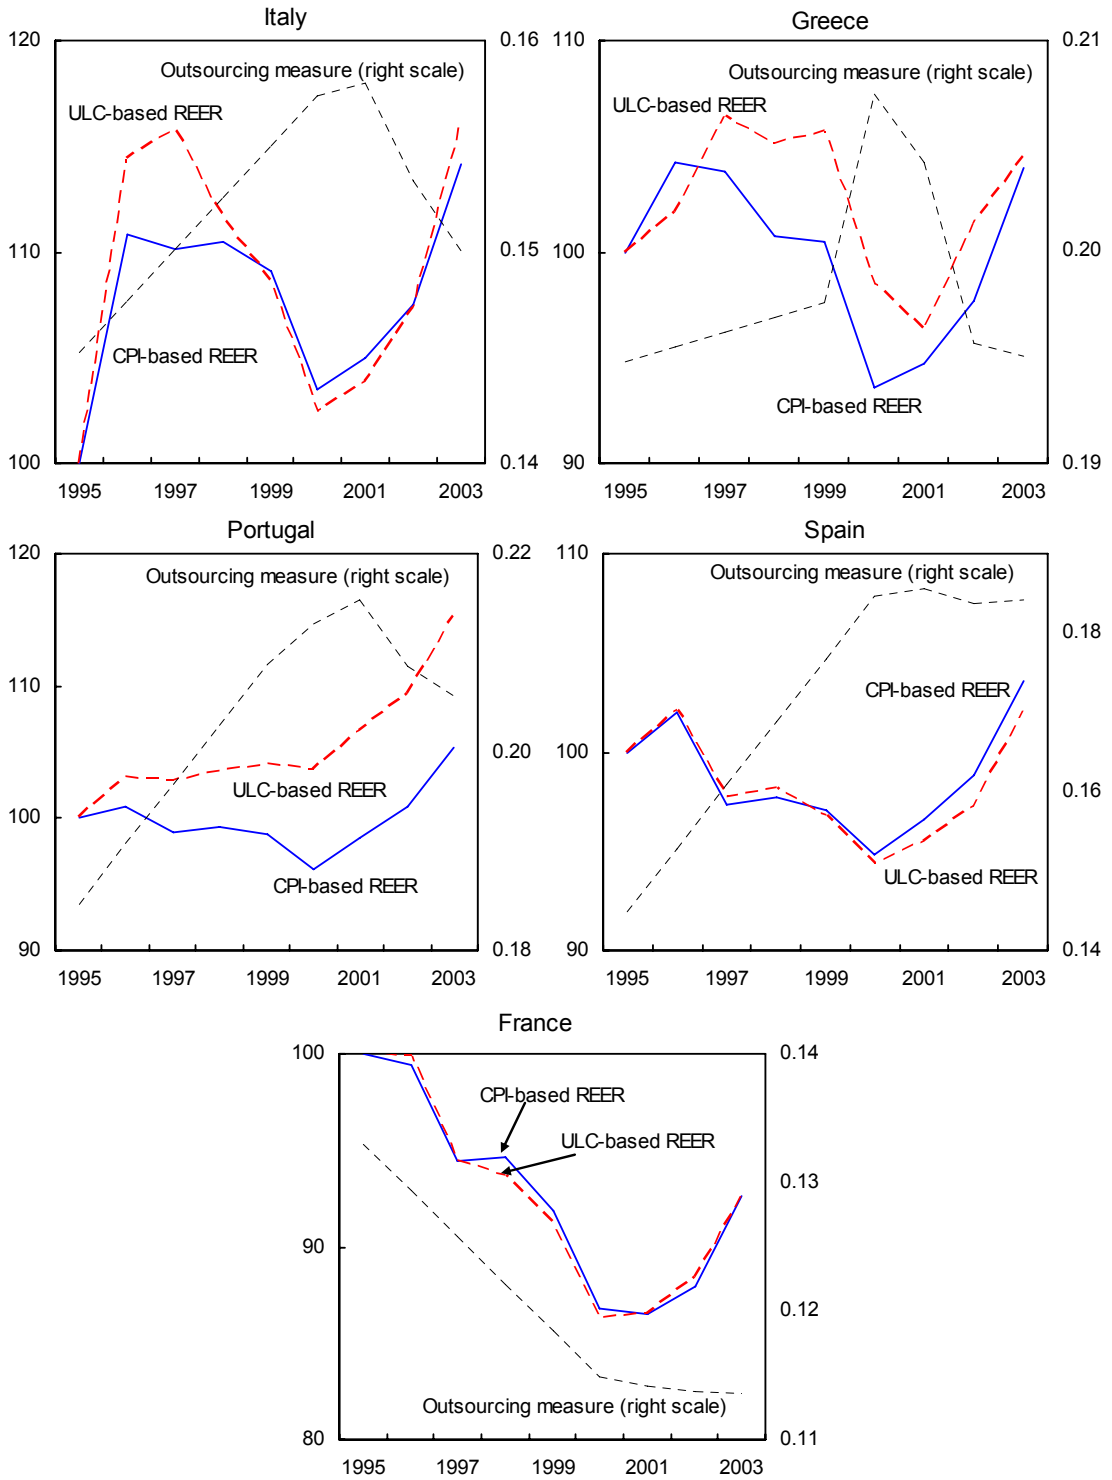 Italy
Greece
120
0.16
110
0.21
Outsourcing measure (right scale)
Outsourcing measure (right scale)
ULC-based REER
ULC-based REER
110
0.15
100
0.20
CPI-based REER
CPI-based REER
100
0.14
90
0.19
1995 1997 1999 2001 2003
1995 1997 1999 2001 2003
Portugal
Spain
120
0.22
110
Outsourcing measure (right scale)
Outsourcing measure (right scale)
0.18
110
CPI-based REER
0.20
100
ULC-based REER
0.16
100
CPI-based REER
ULC-based REER
90
0.18
90
0.14
1995 1997 1999 2001 2003
1995 1997 1999 2001 2003
France
100
0.14
CPI-based REER
ULC-based REER
0.13
90
0.12
Outsourcing measure (right scale)
80
0.11
1995 1997 1999 2001 2003